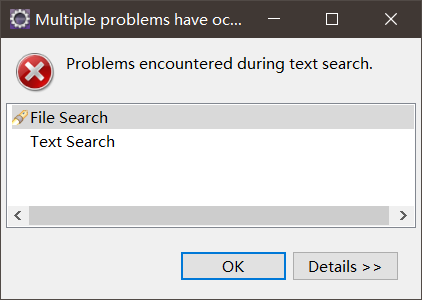 Multiple problems have oc...
Problems encountered during text search.
File Search
Text Search
OK
Details >>